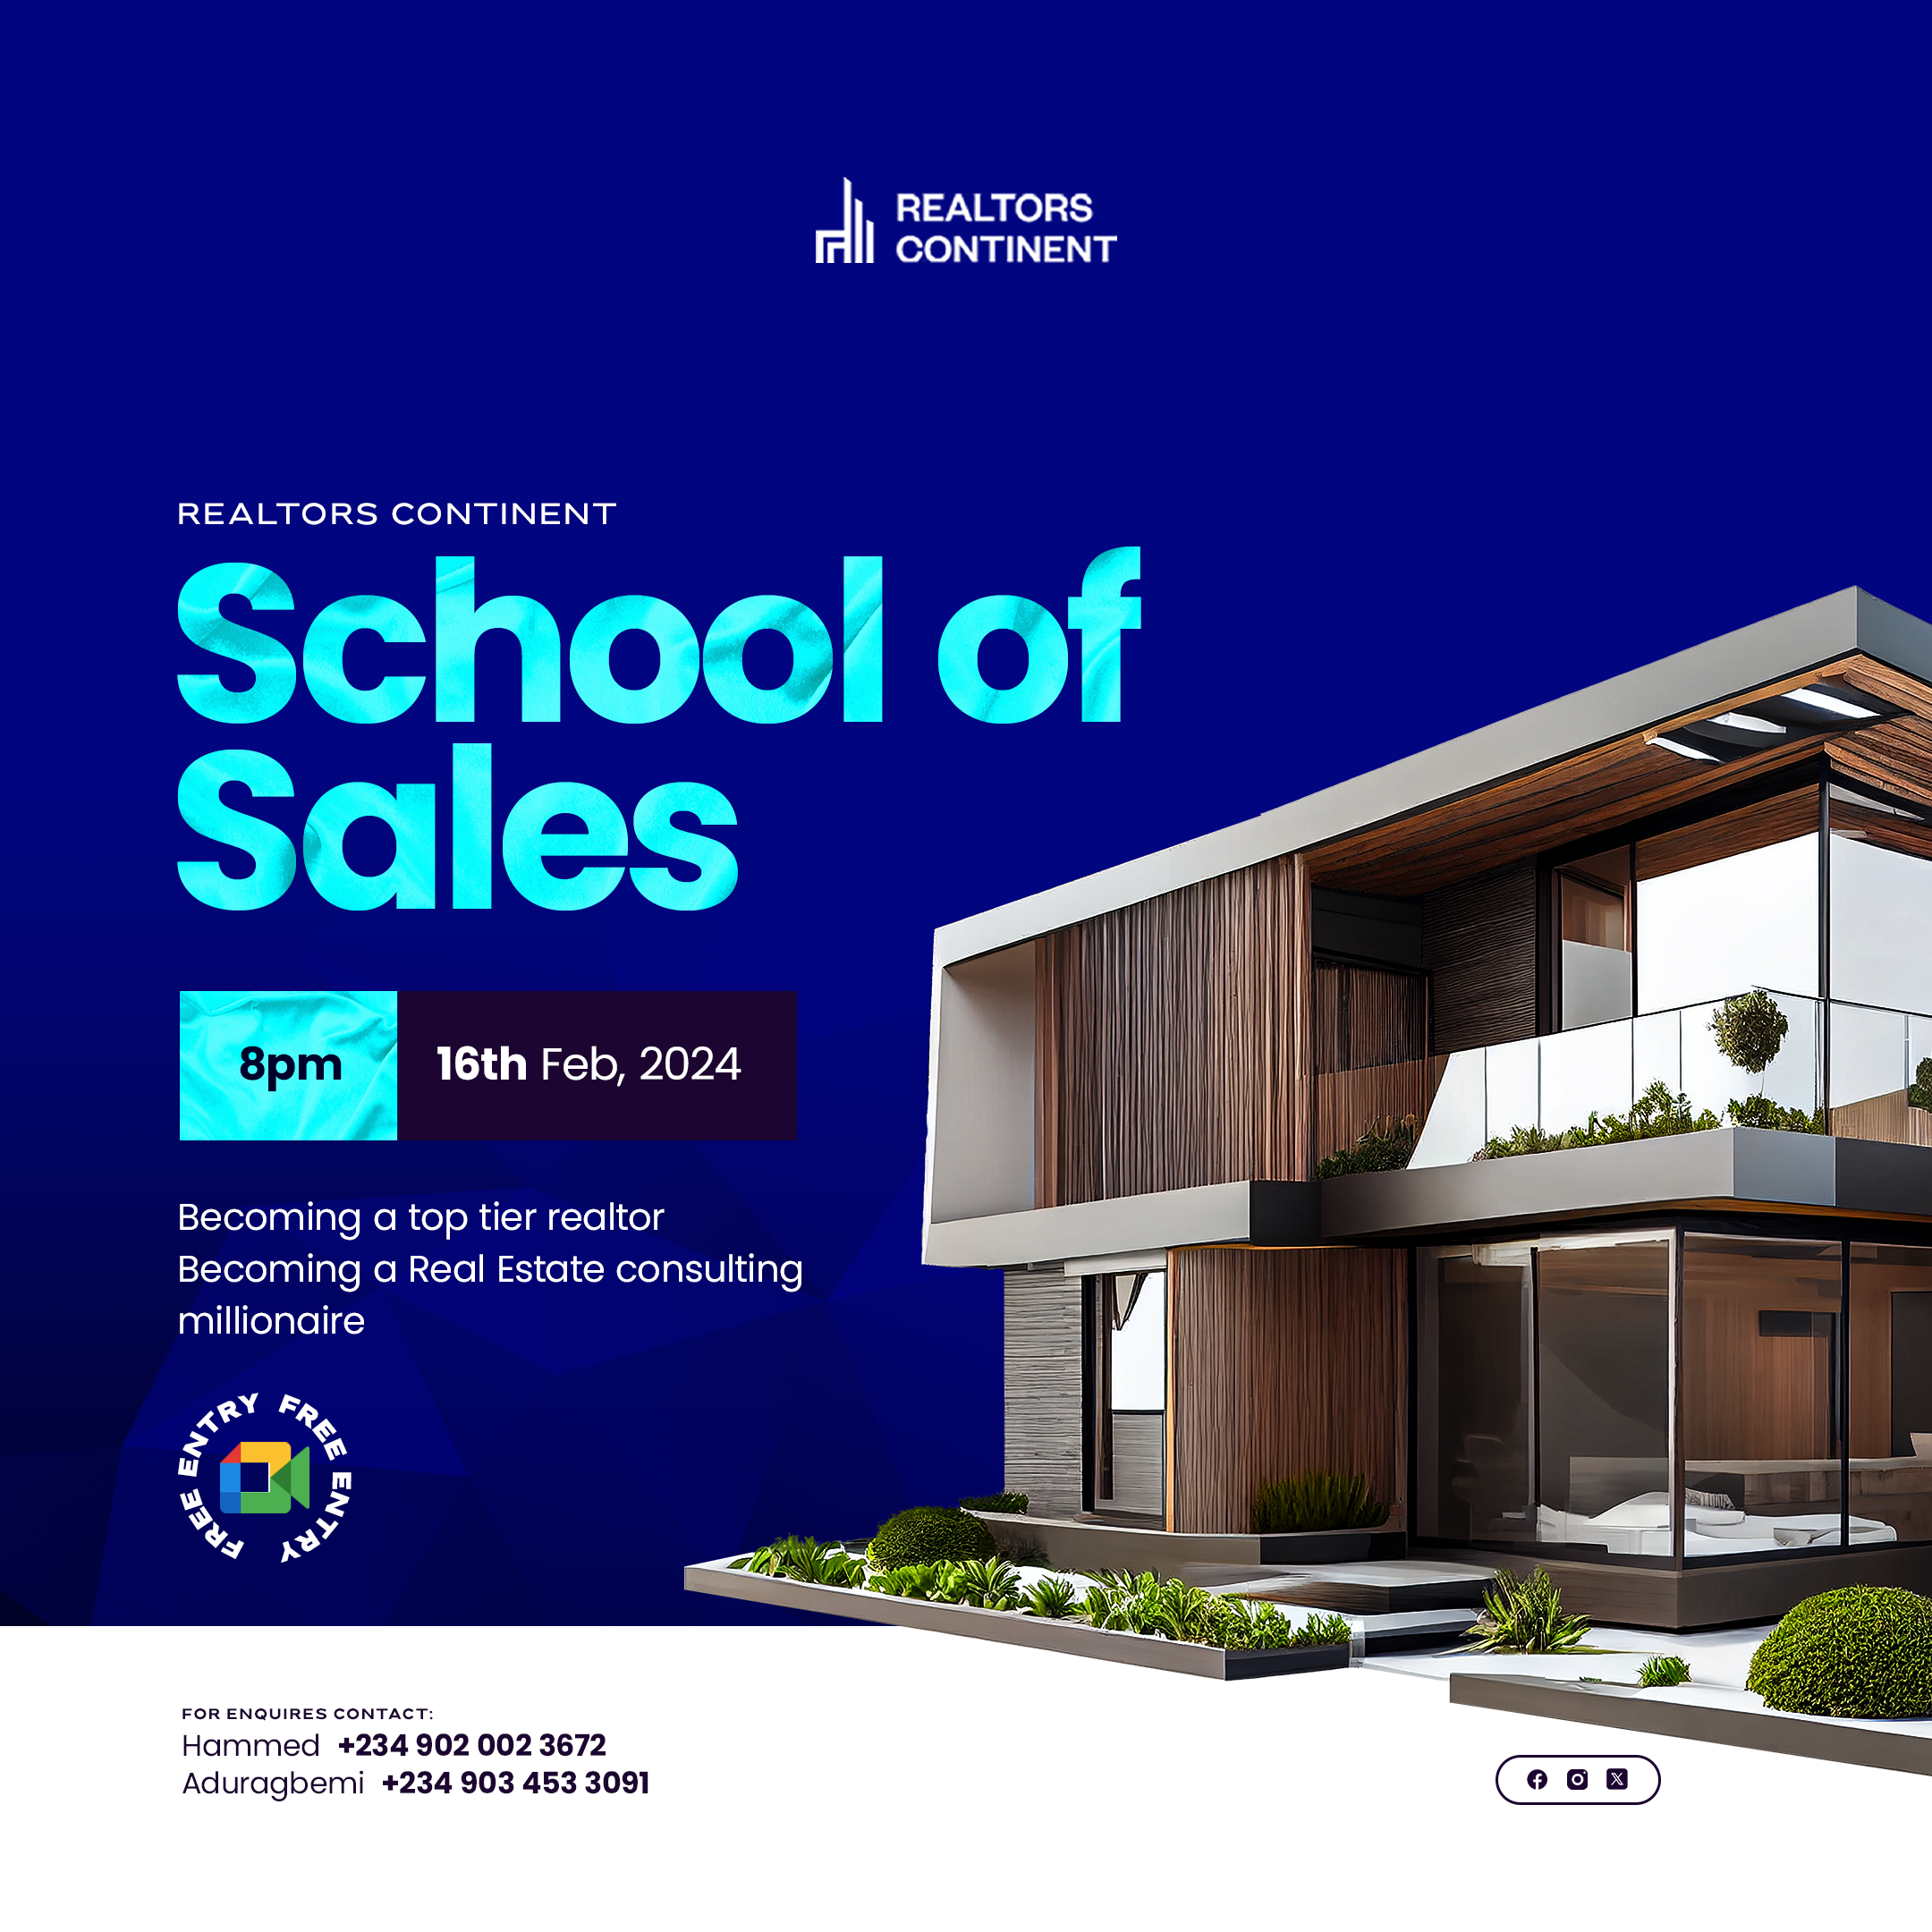 REALTORS
CONTINENT
REALTORS CONTINENT
School of
Sales
8pm
16th Feb, 2024
Becoming a top tier realtor
Becoming a Real Estate consulting
millionaire
FREE ENTRY FREE ENTRY
FOR ENQUIRES CONTACT:
Hammed +234 902 002 3672
Aduragbemi +234 903 453 3091